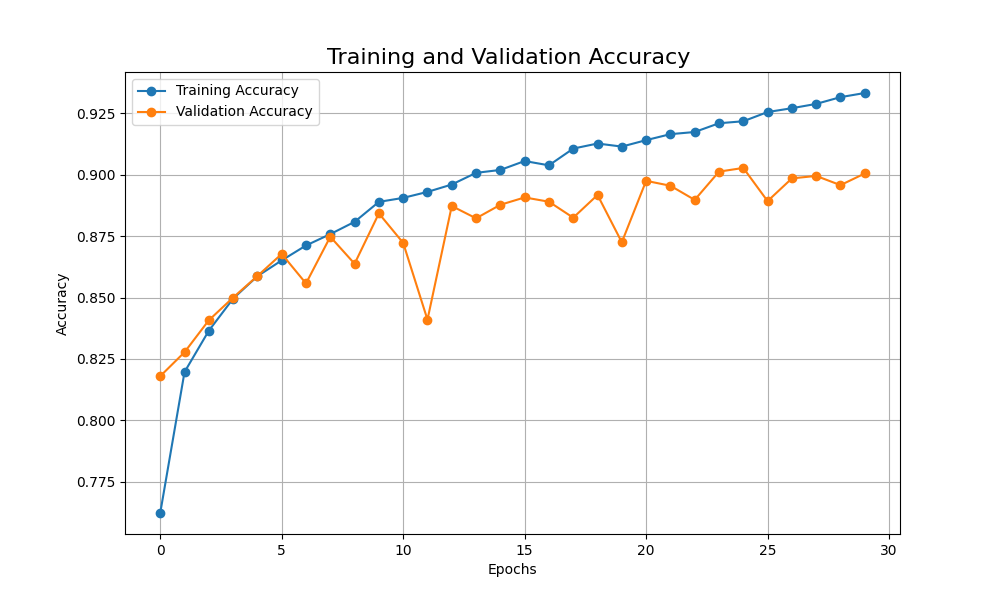 Training and Validation Accuracy
Training Accuracy
Validation Accuracy
0.925
0.900
0.875
0.850
0.825
0.800
0.775
Accuracy
0 5 10 15 20 25 30
Epochs